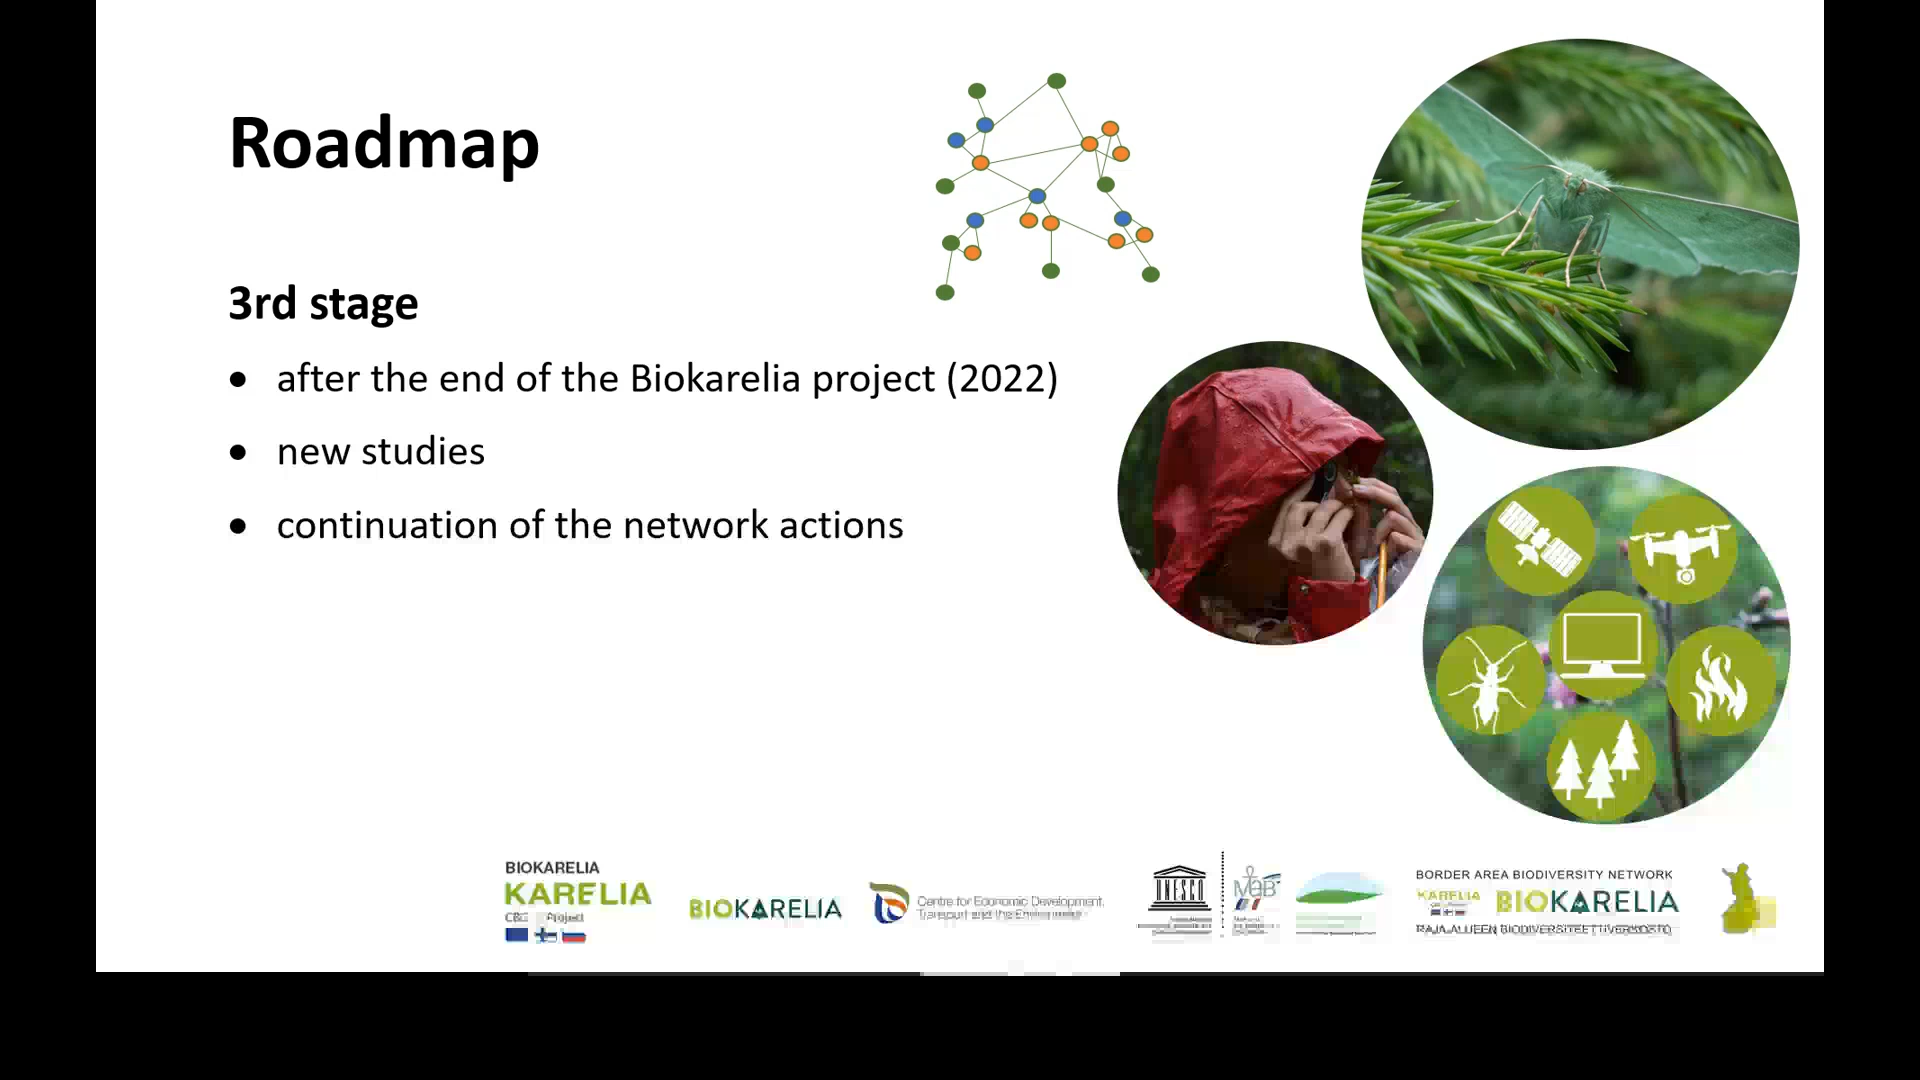 Roadmap
3rd stage
• after the end of the Biokarelia project (2022)
• new studies
• continuation of the network actions
BIOKARELIA
KARELIA
CBC Project
BIOKARELIA
Centre for Economic Development,
Transport and the Environment
UNESCO
MaB
BORDER AREA BIODIVERSITY NETWORK
KARELIA
BIOKARELIA
RAJA-ALUEEN BIODIVERSITEETTIVERKOSTO